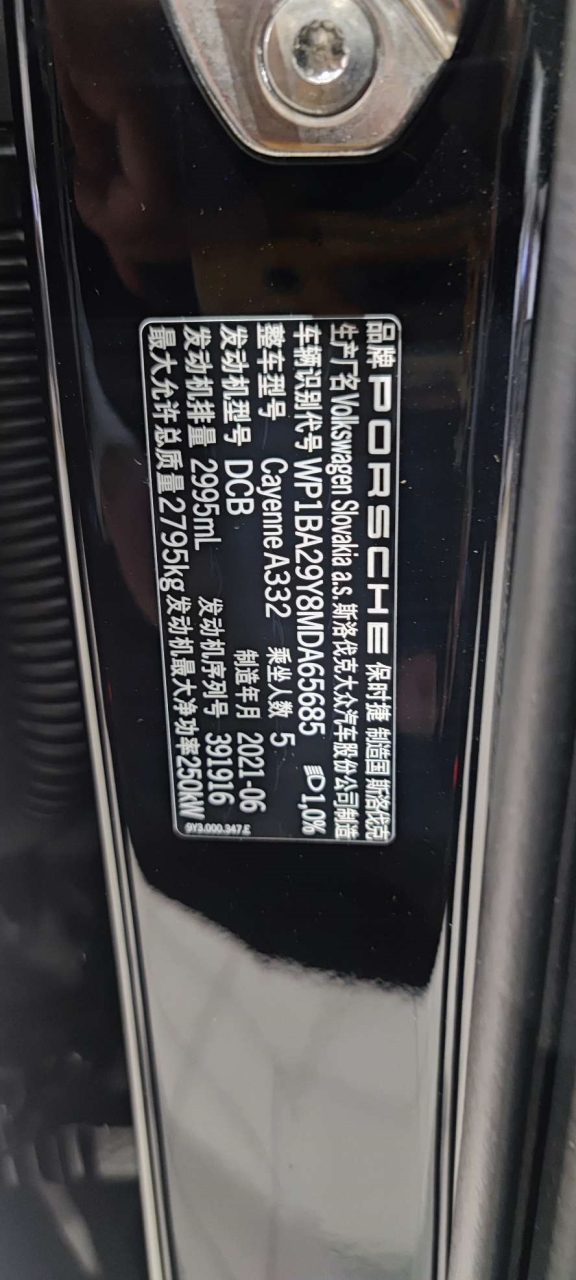 品牌 PORSCHE 保时捷 制造国 斯洛伐克
生产厂名 Volkswagen Slovakia a.s. 斯洛伐克大众汽车股份公司制造
车辆识别代号 WP1BA29Y8MDA65685 1,0%
整车型号 Cayenne A332 乘坐人数 5
发动机型号 DCB 制造年月 2021-06
发动机排量 2995mL 发动机序列号 391916
最大允许总质量 2795kg 发动机最大净功率 250kW
9Y3.000.347.E